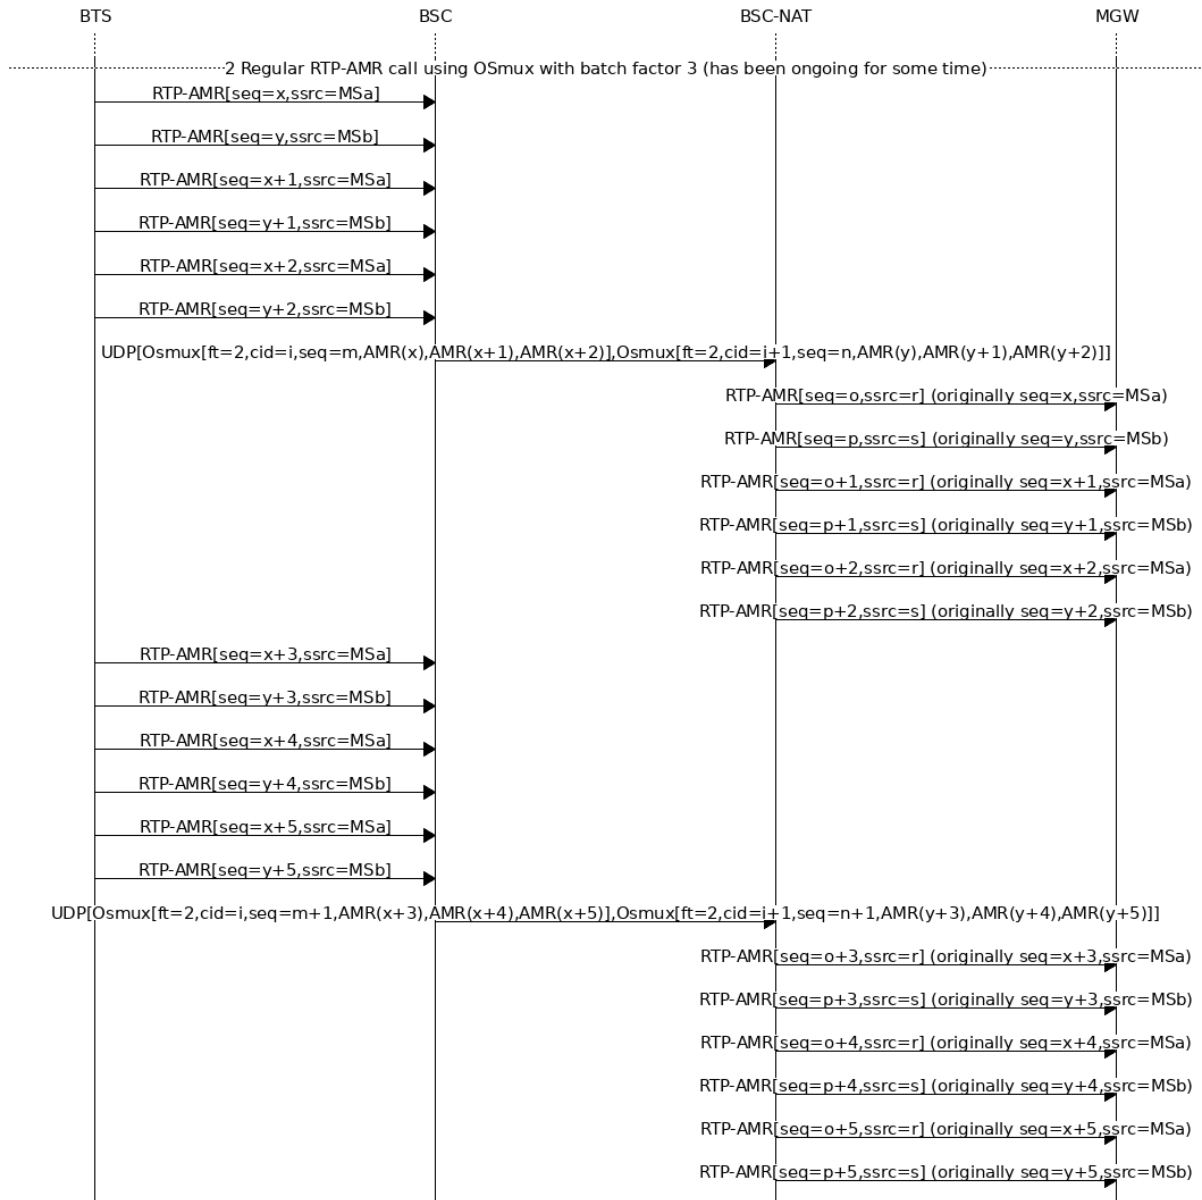 BTS BSC BSC-NAT MGW
2 Regular RTP-AMR call using OSmux with batch factor 3 (has been ongoing for some time)
RTP-AMR[seq=x,ssrc=MSa]
RTP-AMR[seq=y,ssrc=MSb]
RTP-AMR[seq=x+1,ssrc=MSa]
RTP-AMR[seq=y+1,ssrc=MSb]
RTP-AMR[seq=x+2,ssrc=MSa]
RTP-AMR[seq=y+2,ssrc=MSb]
UDP[Osmux[ft=2,cid=i,seq=m,AMR(x),AMR(x+1),AMR(x+2)],Osmux[ft=2,cid=i+1,seq=n,AMR(y),AMR(y+1),AMR(y+2)]]
RTP-AMR[seq=o,ssrc=r] (originally seq=x,ssrc=MSa)
RTP-AMR[seq=p,ssrc=s] (originally seq=y,ssrc=MSb)
RTP-AMR[seq=o+1,ssrc=r] (originally seq=x+1,ssrc=MSa)
RTP-AMR[seq=p+1,ssrc=s] (originally seq=y+1,ssrc=MSb)
RTP-AMR[seq=o+2,ssrc=r] (originally seq=x+2,ssrc=MSa)
RTP-AMR[seq=p+2,ssrc=s] (originally seq=y+2,ssrc=MSb)
RTP-AMR[seq=x+3,ssrc=MSa]
RTP-AMR[seq=y+3,ssrc=MSb]
RTP-AMR[seq=x+4,ssrc=MSa]
RTP-AMR[seq=y+4,ssrc=MSb]
RTP-AMR[seq=x+5,ssrc=MSa]
RTP-AMR[seq=y+5,ssrc=MSb]
UDP[Osmux[ft=2,cid=i,seq=m+1,AMR(x+3),AMR(x+4),AMR(x+5)],Osmux[ft=2,cid=i+1,seq=n+1,AMR(y+3),AMR(y+4),AMR(y+5)]]
RTP-AMR[seq=o+3,ssrc=r] (originally seq=x+3,ssrc=MSa)
RTP-AMR[seq=p+3,ssrc=s] (originally seq=y+3,ssrc=MSb)
RTP-AMR[seq=o+4,ssrc=r] (originally seq=x+4,ssrc=MSa)
RTP-AMR[seq=p+4,ssrc=s] (originally seq=y+4,ssrc=MSb)
RTP-AMR[seq=o+5,ssrc=r] (originally seq=x+5,ssrc=MSa)
RTP-AMR[seq=p+5,ssrc=s] (originally seq=y+5,ssrc=MSb)